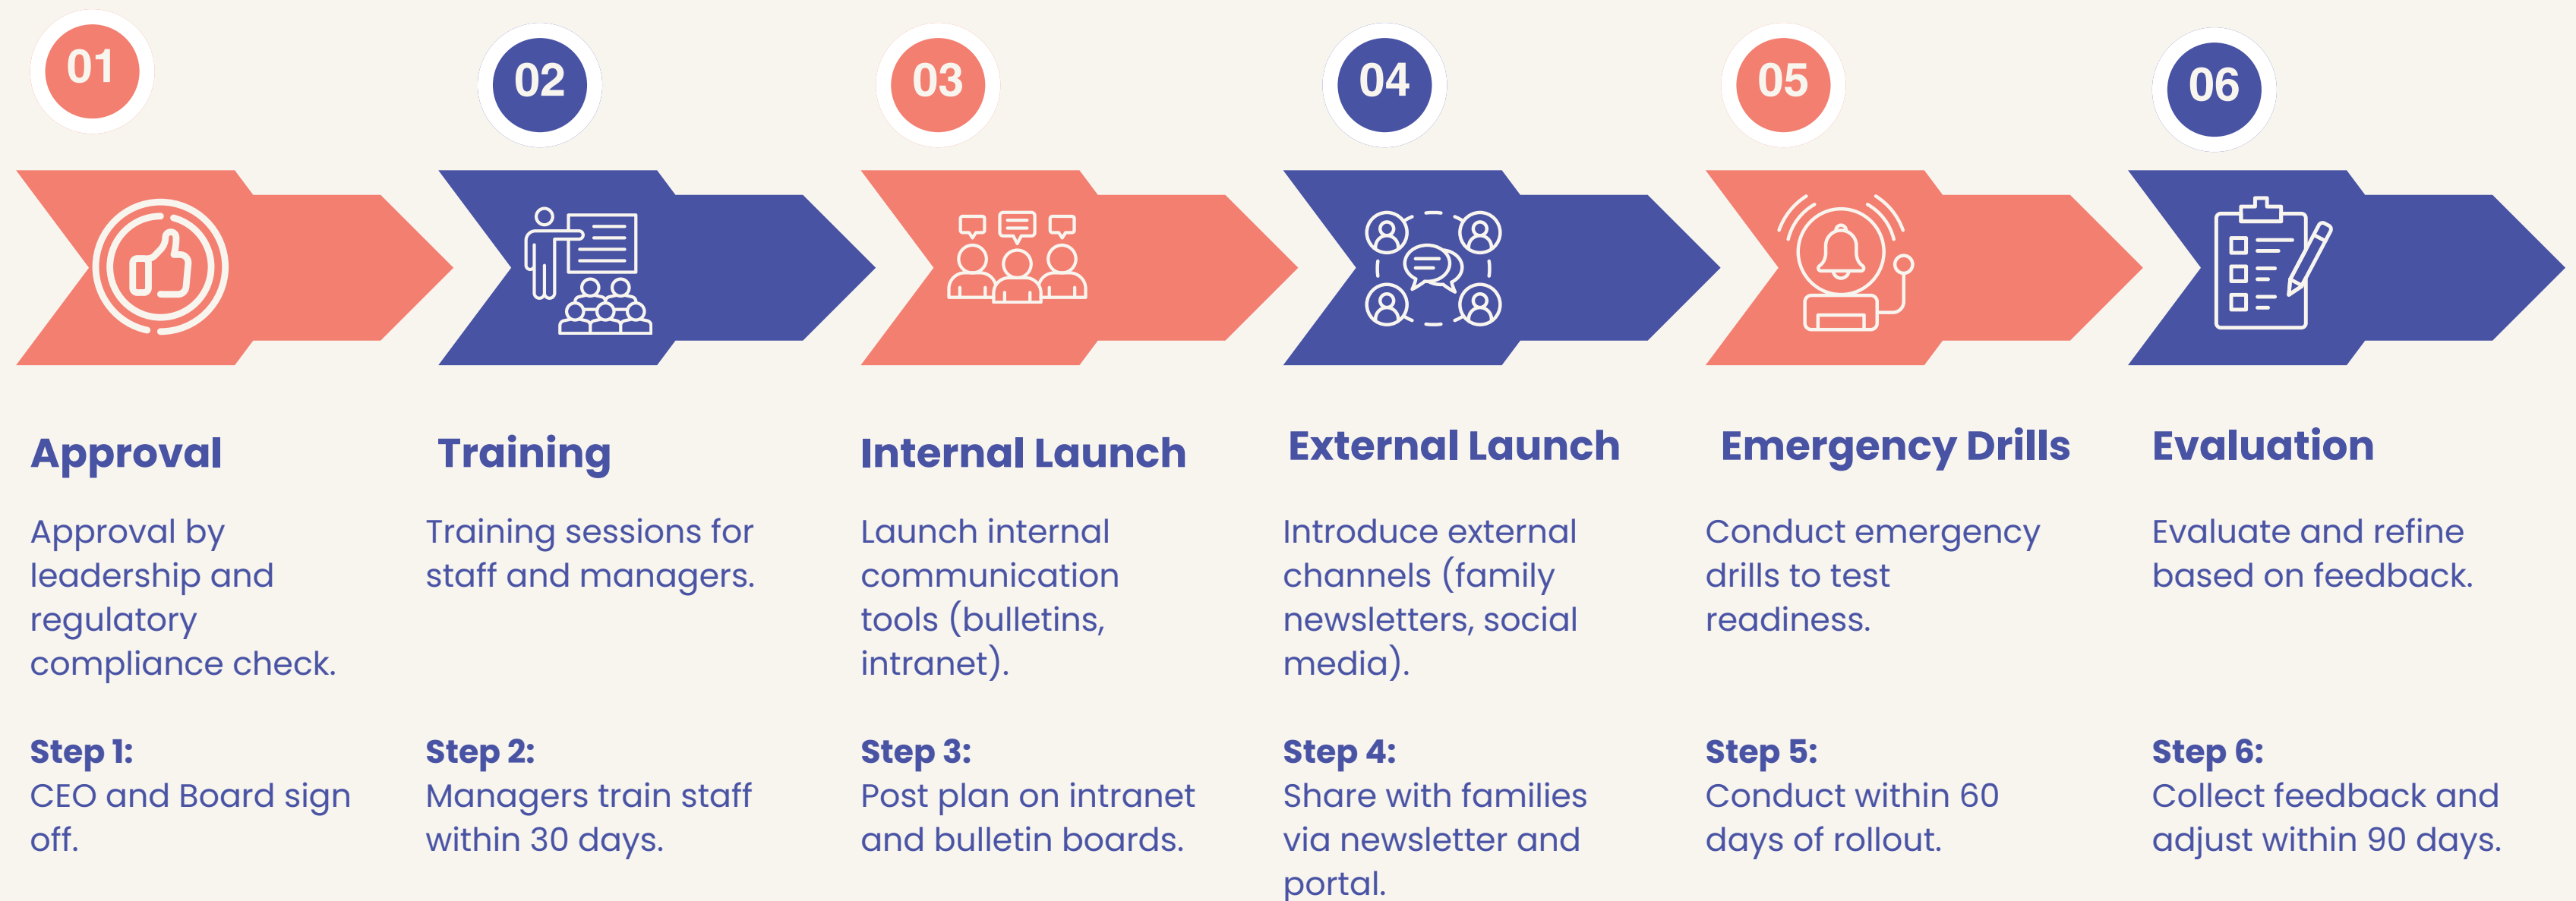 01
02
03
04
05
06
Approval
Approval by
leadership and
regulatory
compliance check.
Step 1:
CEO and Board sign
off.
Training
Training sessions for
staff and managers.
Step 2:
Managers train staff
within 30 days.
Internal Launch
Launch internal
communication
tools (bulletins,
intranet).
Step 3:
Post plan on intranet
and bulletin boards.
External Launch
Introduce external
channels (family
newsletters, social
media).
Step 4:
Share with families
via newsletter and
portal.
Emergency Drills
Conduct emergency
drills to test
readiness.
Step 5:
Conduct within 60
days of rollout.
Evaluation
Evaluate and refine
based on feedback.
Step 6:
Collect feedback and
adjust within 90 days.